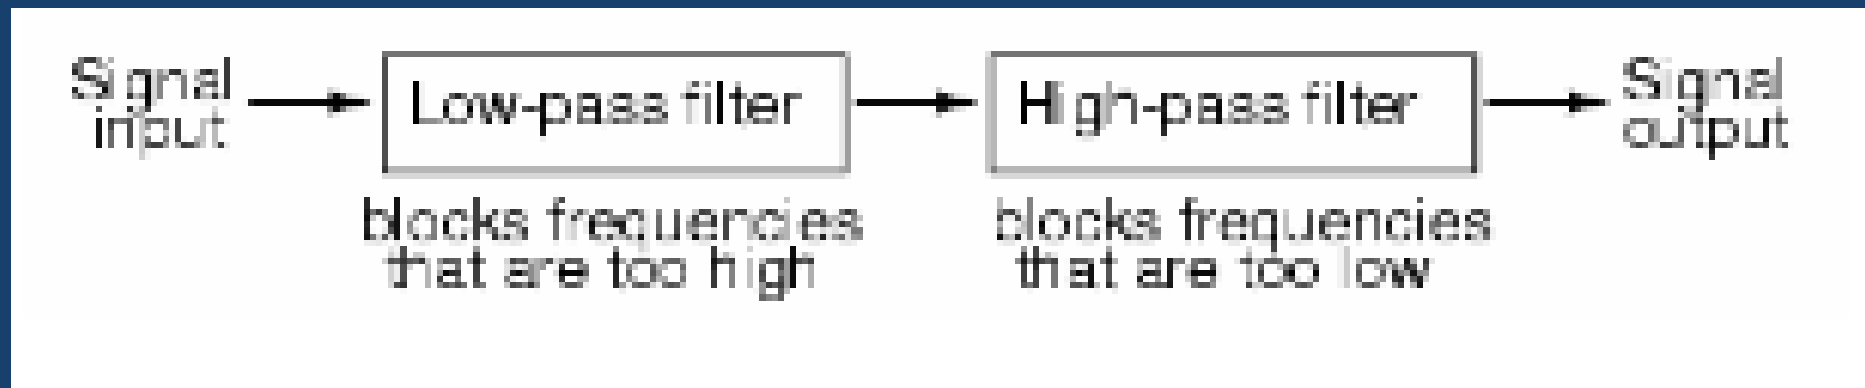 Signal
input
Low-pass filter
High-pass filter
Signal
output
blocks frequencies
that are too high
blocks frequencies
that are too low